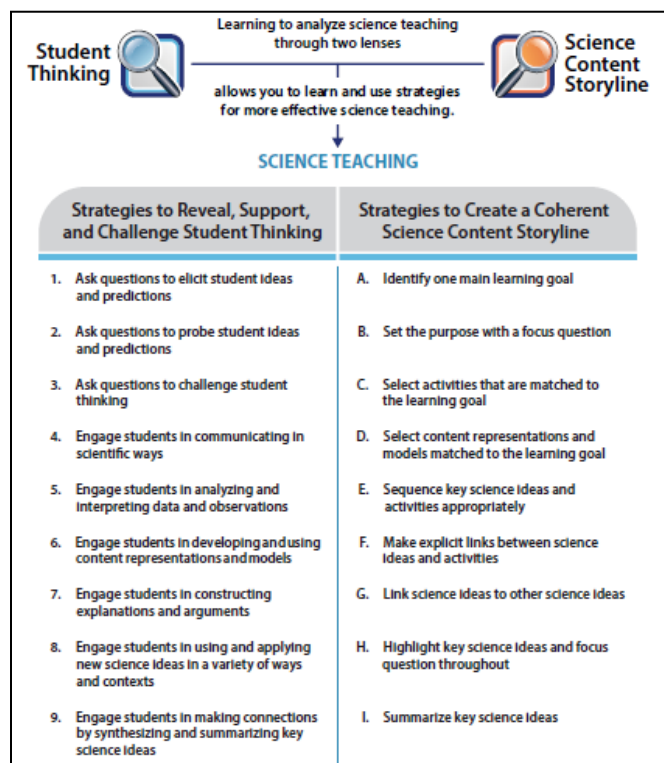 Student
Thinking
Learning to analyze science teaching
through two lenses
Science
Content
Storyline
allows you to learn and use strategies
for more effective science teaching.
SCIENCE TEACHING
Strategies to Reveal, Support,
and Challenge Student Thinking
1. Ask questions to elicit student ideas
and predictions
2. Ask questions to probe student ideas
and predictions
3. Ask questions to challenge student
thinking
4. Engage students in communicating in
scientific ways
5. Engage students in analyzing and
interpreting data and observations
6. Engage students in developing and using
content representations and models
7. Engage students in constructing
explanations and arguments
8. Engage students in using and applying
new science ideas in a variety of ways
and contexts
9. Engage students in making connections
by synthesizing and summarizing key
science ideas
Strategies to Create a Coherent
Science Content Storyline
A. Identify one main learning goal
B. Set the purpose with a focus question
C. Select activities that are matched to
the learning goal
D. Select content representations and
models matched to the learning goal
E. Sequence key science ideas and
activities appropriately
F. Make explicit links between science
ideas and activities
G. Link science ideas to other science ideas
H. Highlight key science ideas and focus
question throughout
I. Summarize key science ideas